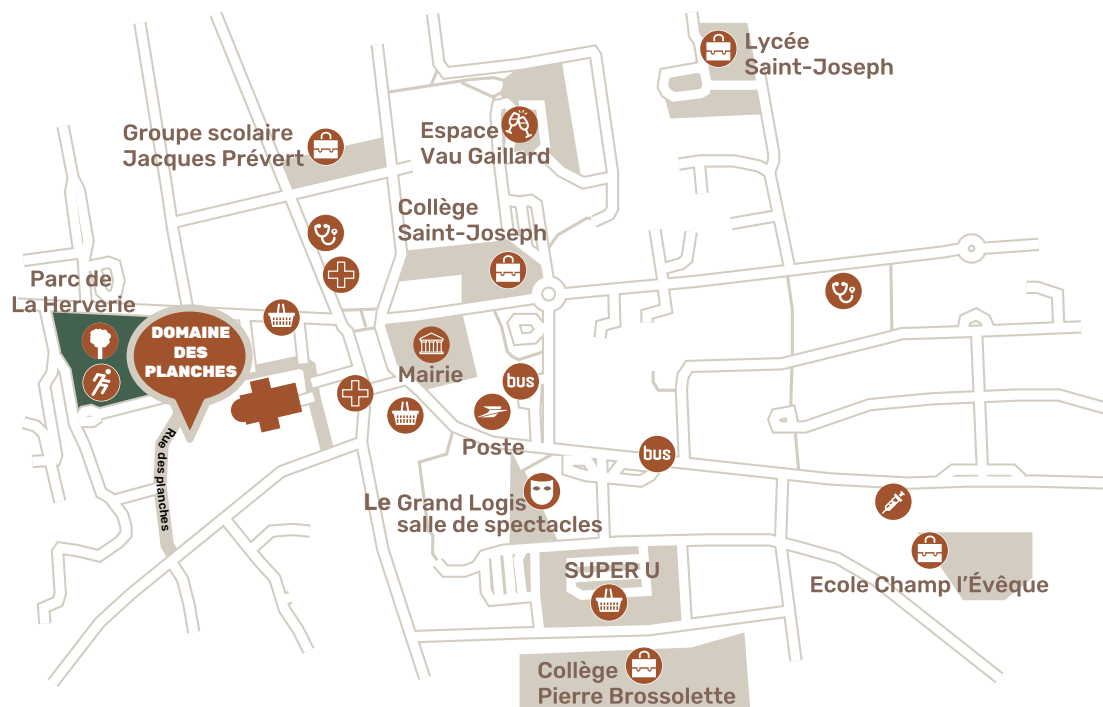 Lycée
Saint-Joseph
Groupe scolaire
Jacques Prévert
Espace
Vau Gaillard
Collège
Saint-Joseph
Parc de
La Herverie
DOMAINE
DES
PLANCHES
Mairie
bus
Poste
bus
Rue des planches
Le Grand Logis
salle de spectacles
SUPER U
Ecole Champ l'Évêque
Collège
Pierre Brossolette